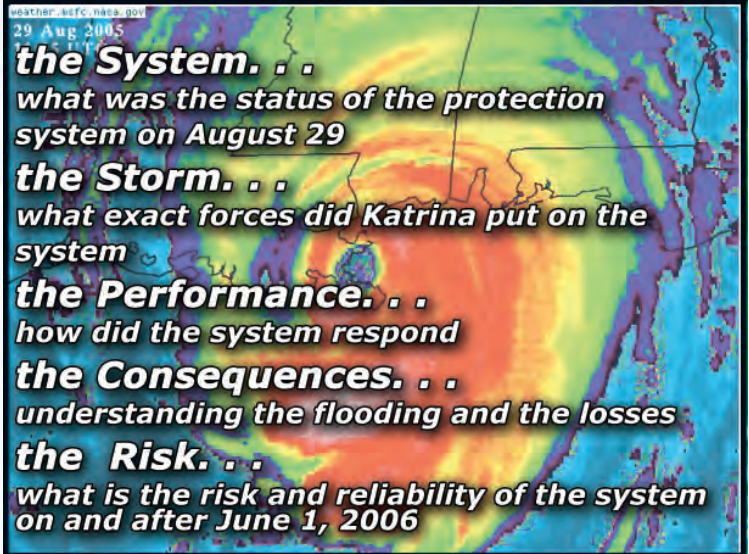 weather.msfc.nasa.gov
29 Aug 2005
UTC
the System. . .
what was the status of the protection
system on August 29
the Storm. . .
what exact forces did Katrina put on the
system
the Performance. . .
how did the system respond
the Consequences. . .
understanding the flooding and the losses
the Risk. . .
what is the risk and reliability of the system
on and after June 1, 2006